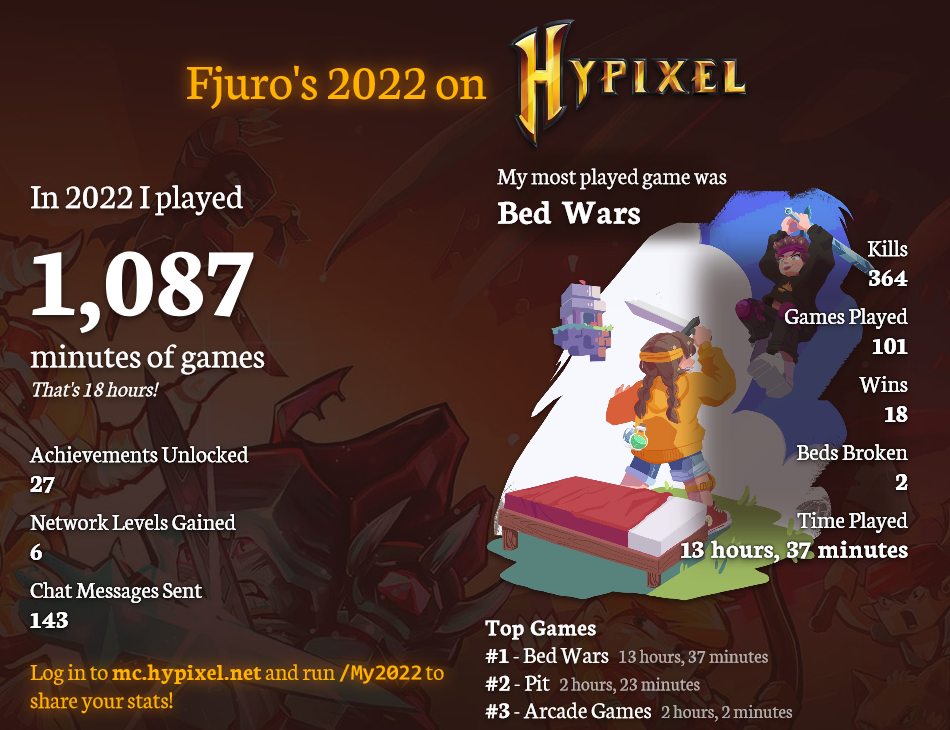 Fjuro's 2022 on HYPIXEL
In 2022 I played
1,087
minutes of games
That's 18 hours!
Achievements Unlocked
27
Network Levels Gained
6
Chat Messages Sent
143
Log in to mc.hypixel.net and run /My2022 to
share your stats!
My most played game was
Bed Wars
Kills
364
Games Played
101
Wins
18
Beds Broken
2
Time Played
13 hours, 37 minutes
Top Games
#1 - Bed Wars 13 hours, 37 minutes
#2 - Pit 2 hours, 23 minutes
#3 - Arcade Games 2 hours, 2 minutes